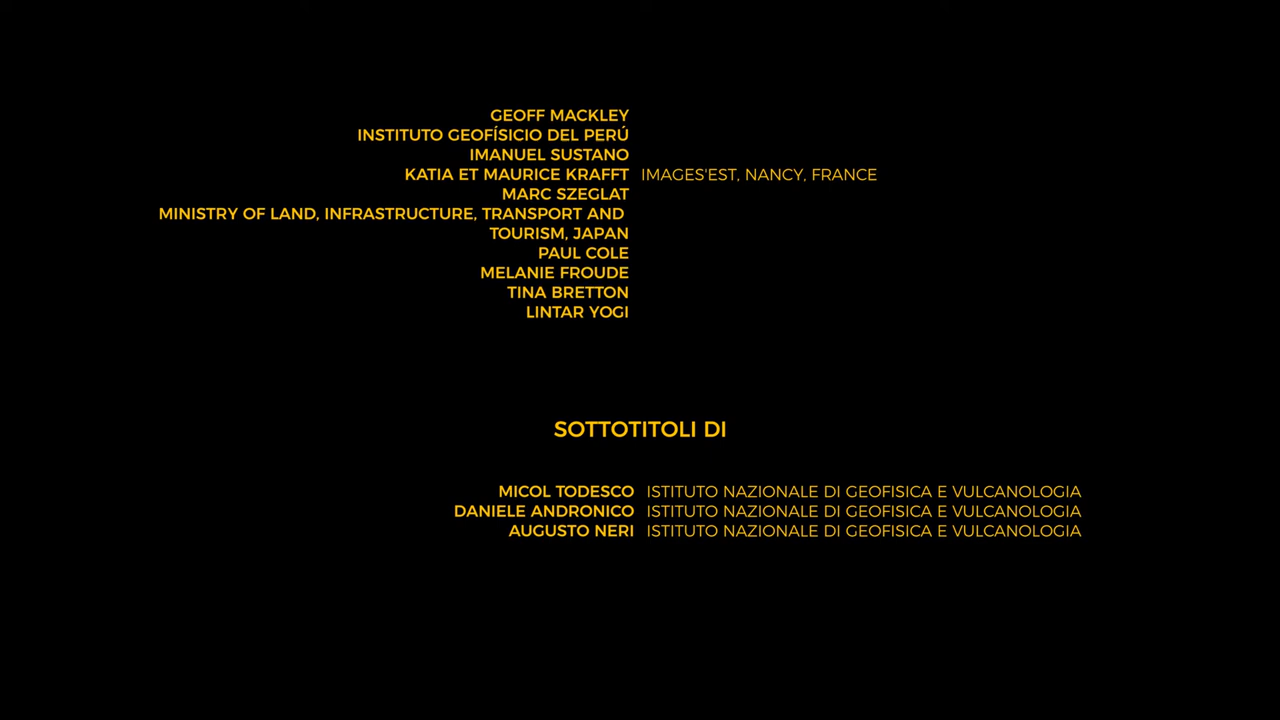 GEOFF MACKLEY
INSTITUTO GEOFÍSICIO DEL PERÚ
IMANUEL SUSTANO
KATIA ET MAURICE KRAFFT IMAGES'EST, NANCY, FRANCE
MARC SZEGLAT
MINISTRY OF LAND, INFRASTRUCTURE, TRANSPORT AND
TOURISM, JAPAN
PAUL COLE
MELANIE FROUDE
TINA BRETTON
LINTAR YOGI
SOTTOTITOLI DI
MICOL TODESCO ISTITUTO NAZIONALE DI GEOFISICA E VULCANOLOGIA
DANIELE ANDRONICO ISTITUTO NAZIONALE DI GEOFISICA E VULCANOLOGIA
AUGUSTO NERI ISTITUTO NAZIONALE DI GEOFISICA E VULCANOLOGIA